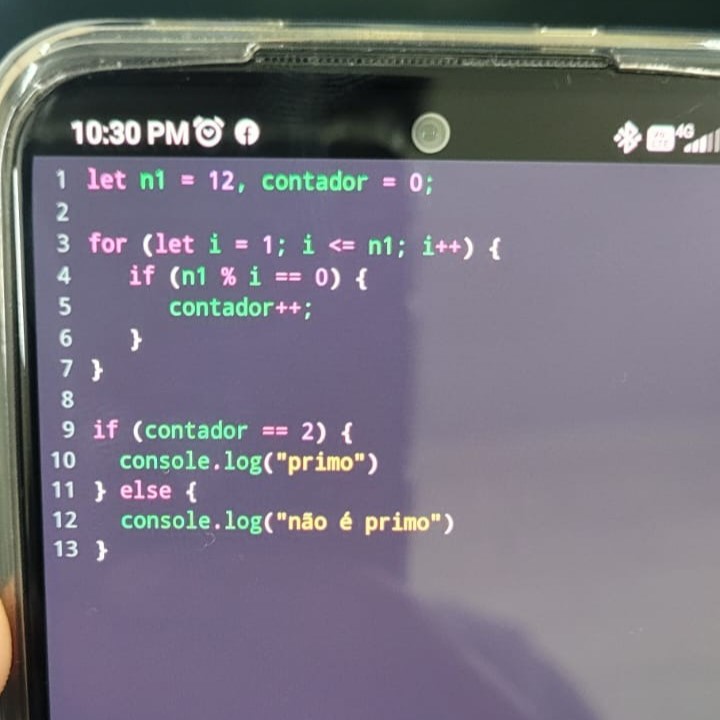 10:30 PM 4G
1 let n1 = 12, contador = 0;
2
3 for (let i = 1; i <= n1; i++) {
4 if (n1 % i == 0) {
5 contador++;
6 }
7 }
8
9 if (contador == 2) {
10 console.log("primo")
11 } else {
12 console.log("não é primo")
13 }